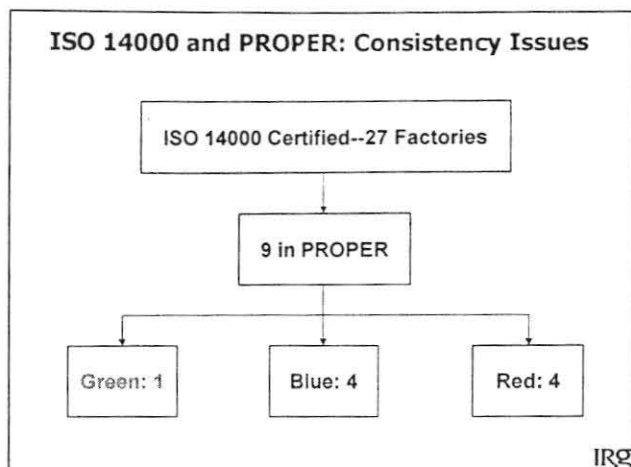 ISO 14000 and PROPER: Consistency Issues
ISO 14000 Certified--27 Factories
9 in PROPER
Green: 1
Blue: 4
Red: 4
IRg